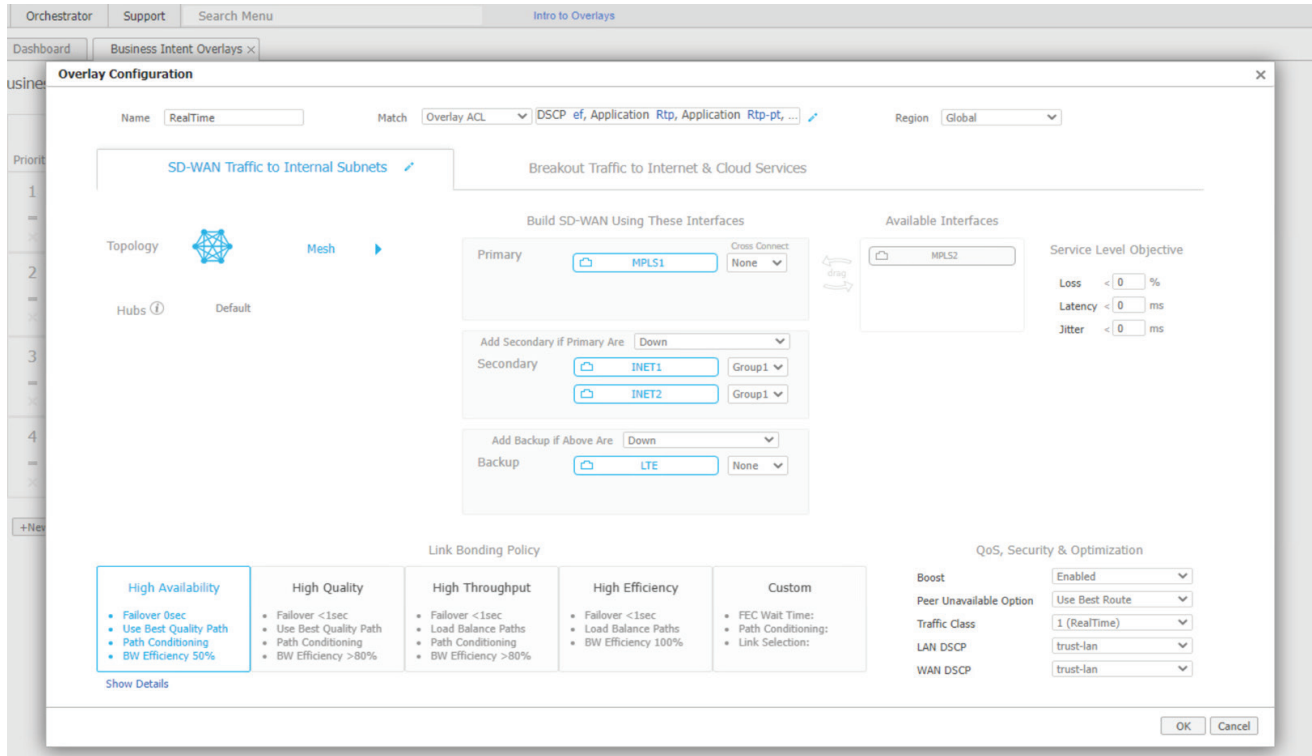 Orchestrator Support Search Menu Intro to Overlays
Dashboard Business Intent Overlays ×
usine
Overlay Configuration ×
Name RealTime Match Overlay ACL DSCP ef, Application Rtp, Application Rtp-pt, ... Region Global
Priorit
SD-WAN Traffic to Internal Subnets Breakout Traffic to Internet & Cloud Services
1
=
×
2
=
×
3
=
×
4
=
×
+New
Topology Mesh
Hubs i Default
Build SD-WAN Using These Interfaces
Primary Cross Connect
MPLS1 None
drag
Available Interfaces
MPLS2
Service Level Objective
Loss < 0 %
Latency < 0 ms
Jitter < 0 ms
Add Secondary if Primary Are Down
Secondary INET1 Group1
INET2 Group1
Add Backup if Above Are Down
Backup LTE None
Link Bonding Policy
High Availability
• Failover 0sec
• Use Best Quality Path
• Path Conditioning
• BW Efficiency 50%
High Quality
• Failover <1sec
• Use Best Quality Path
• Path Conditioning
• BW Efficiency >80%
High Throughput
• Failover <1sec
• Load Balance Paths
• Path Conditioning
• BW Efficiency >80%
High Efficiency
• Failover <1sec
• Load Balance Paths
• BW Efficiency 100%
Custom
• FEC Wait Time:
• Path Conditioning:
• Link Selection:
Show Details
QoS, Security & Optimization
Boost Enabled
Peer Unavailable Option Use Best Route
Traffic Class 1 (RealTime)
LAN DSCP trust-lan
WAN DSCP trust-lan
OK Cancel